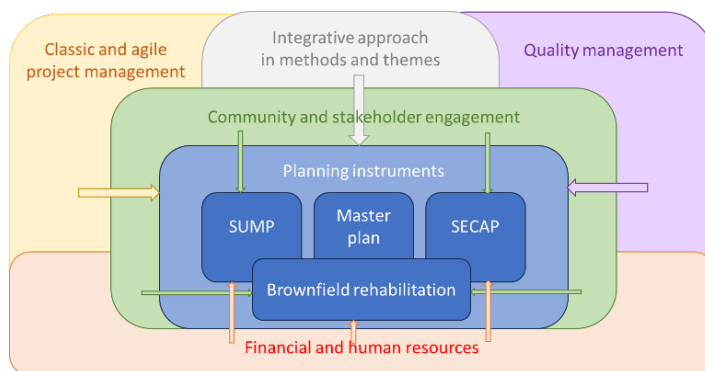 Classic and agile
project management
Integrative approach
in methods and themes
Quality management
Community and stakeholder engagement
Planning instruments
SUMP
Master
plan
SECAP
Brownfield rehabilitation
Financial and human resources